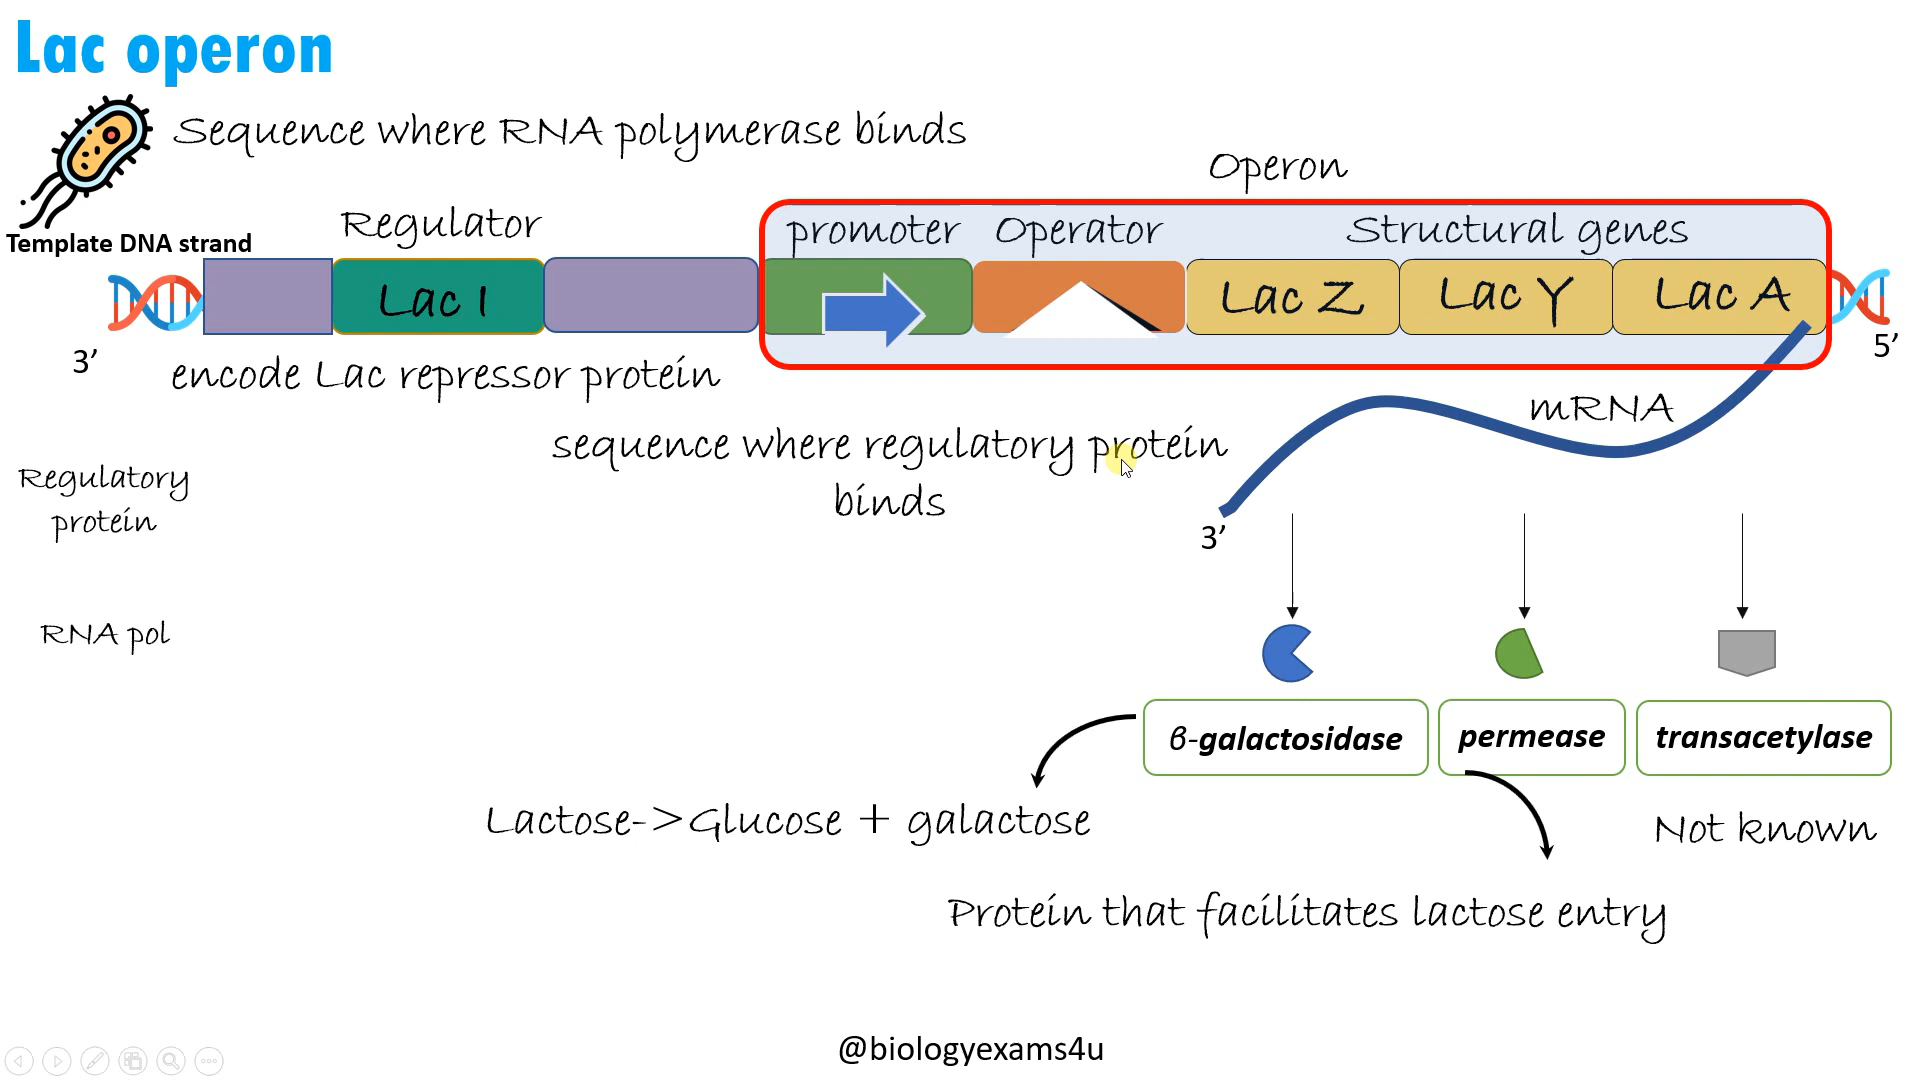 Lac operon
Sequence where RNA polymerase binds
Operon
Template DNA strand
Regulator
promoter
Operator
Structural genes
Lac I
Lac Z
Lac Y
Lac A
3’
5’
encode Lac repressor protein
mRNA
sequence where regulatory protein
binds
Regulatory
protein
3’
RNA pol
β-galactosidase
permease
transacetylase
Lactose->Glucose + galactose
Not known
Protein that facilitates lactose entry
@biologyexams4u